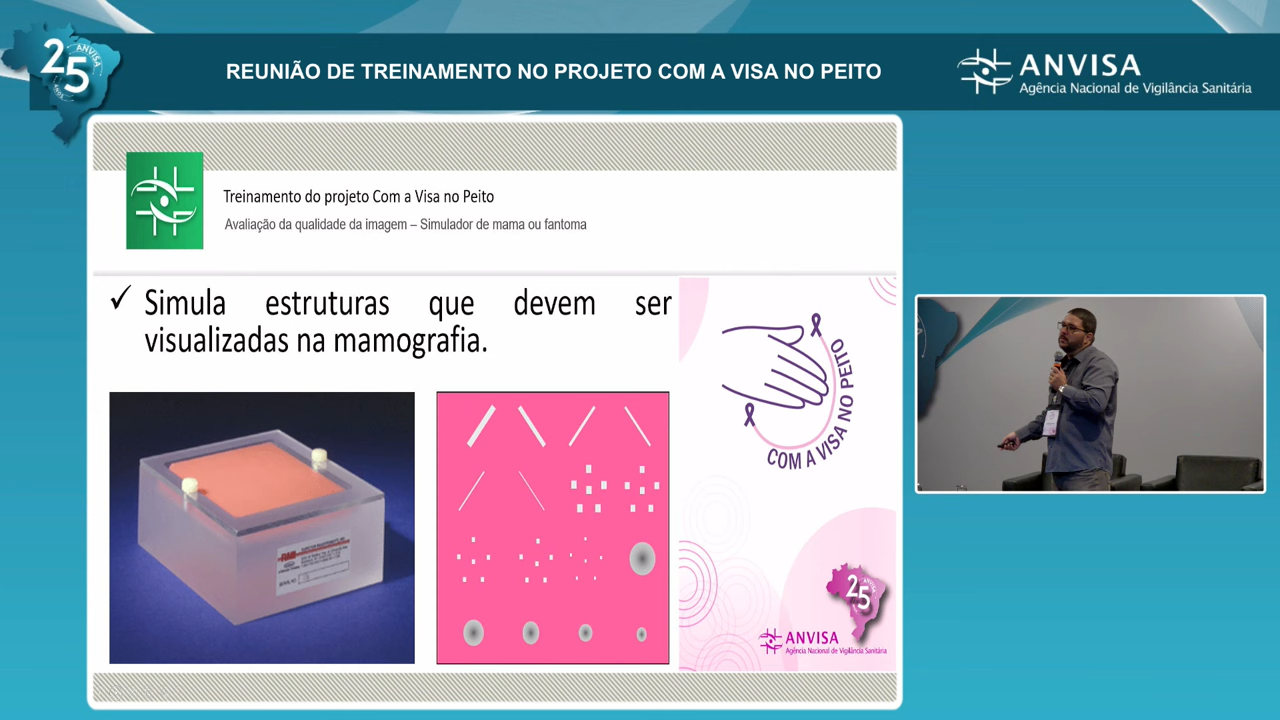 25
ANVISA
REUNIÃO DE TREINAMENTO NO PROJETO COM A VISA NO PEITO
ANVISA
Agência Nacional de Vigilância Sanitária
Treinamento do projeto Com a Visa no Peito
Avaliação da qualidade da imagem – Simulador de mama ou fantoma
✓ Simula estruturas que devem ser
visualizadas na mamografia.
COM A VISA NO PEITO
25
ANVISA
Agência Nacional de Vigilância Sanitária